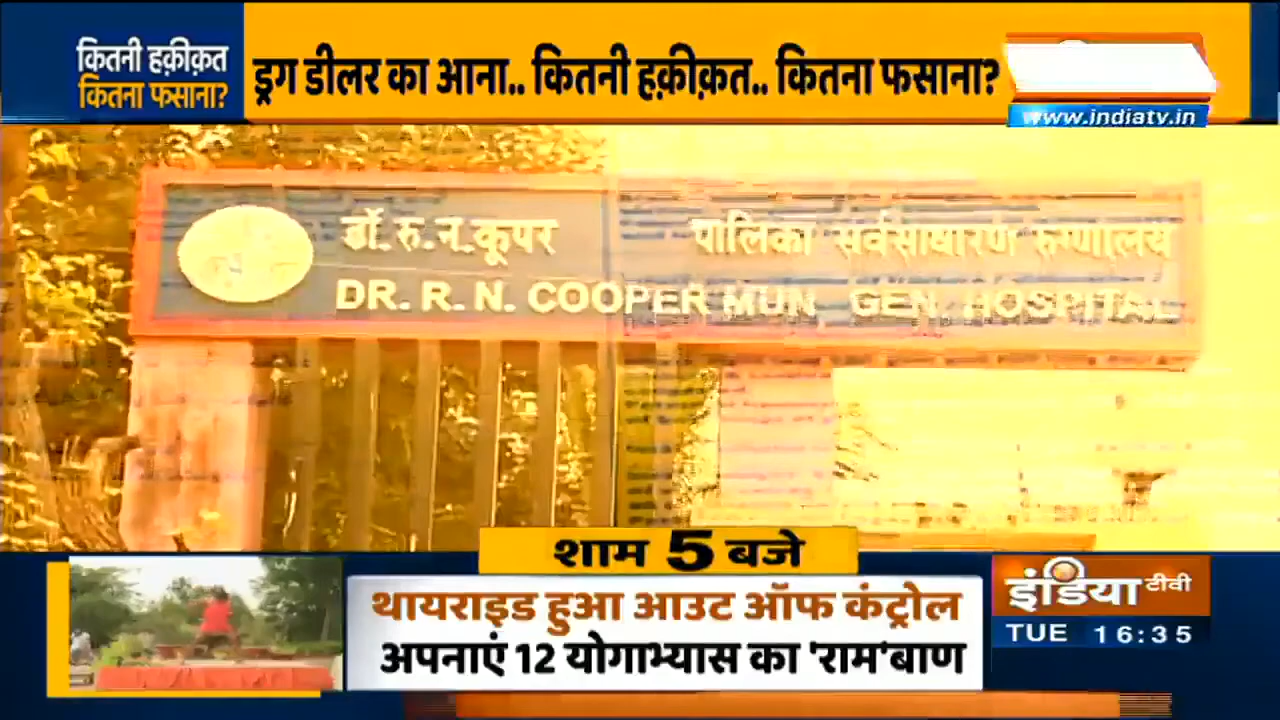 कितनी हक़ीक़त
कितना फसाना?
ड्रग डीलर का आना.. कितनी हक़ीक़त.. कितना फसाना?
www.indiatv.in
डॉ. रु. न. कूपर पालिका सर्वसाधारण रुग्णालय
DR. R. N. COOPER MUN. GEN. HOSPITAL
शाम 5 बजे
थायराइड हुआ आउट ऑफ कंट्रोल
अपनाएं 12 योगाभ्यास का 'राम'बाण
इंडिया टीवी
TUE 16:35